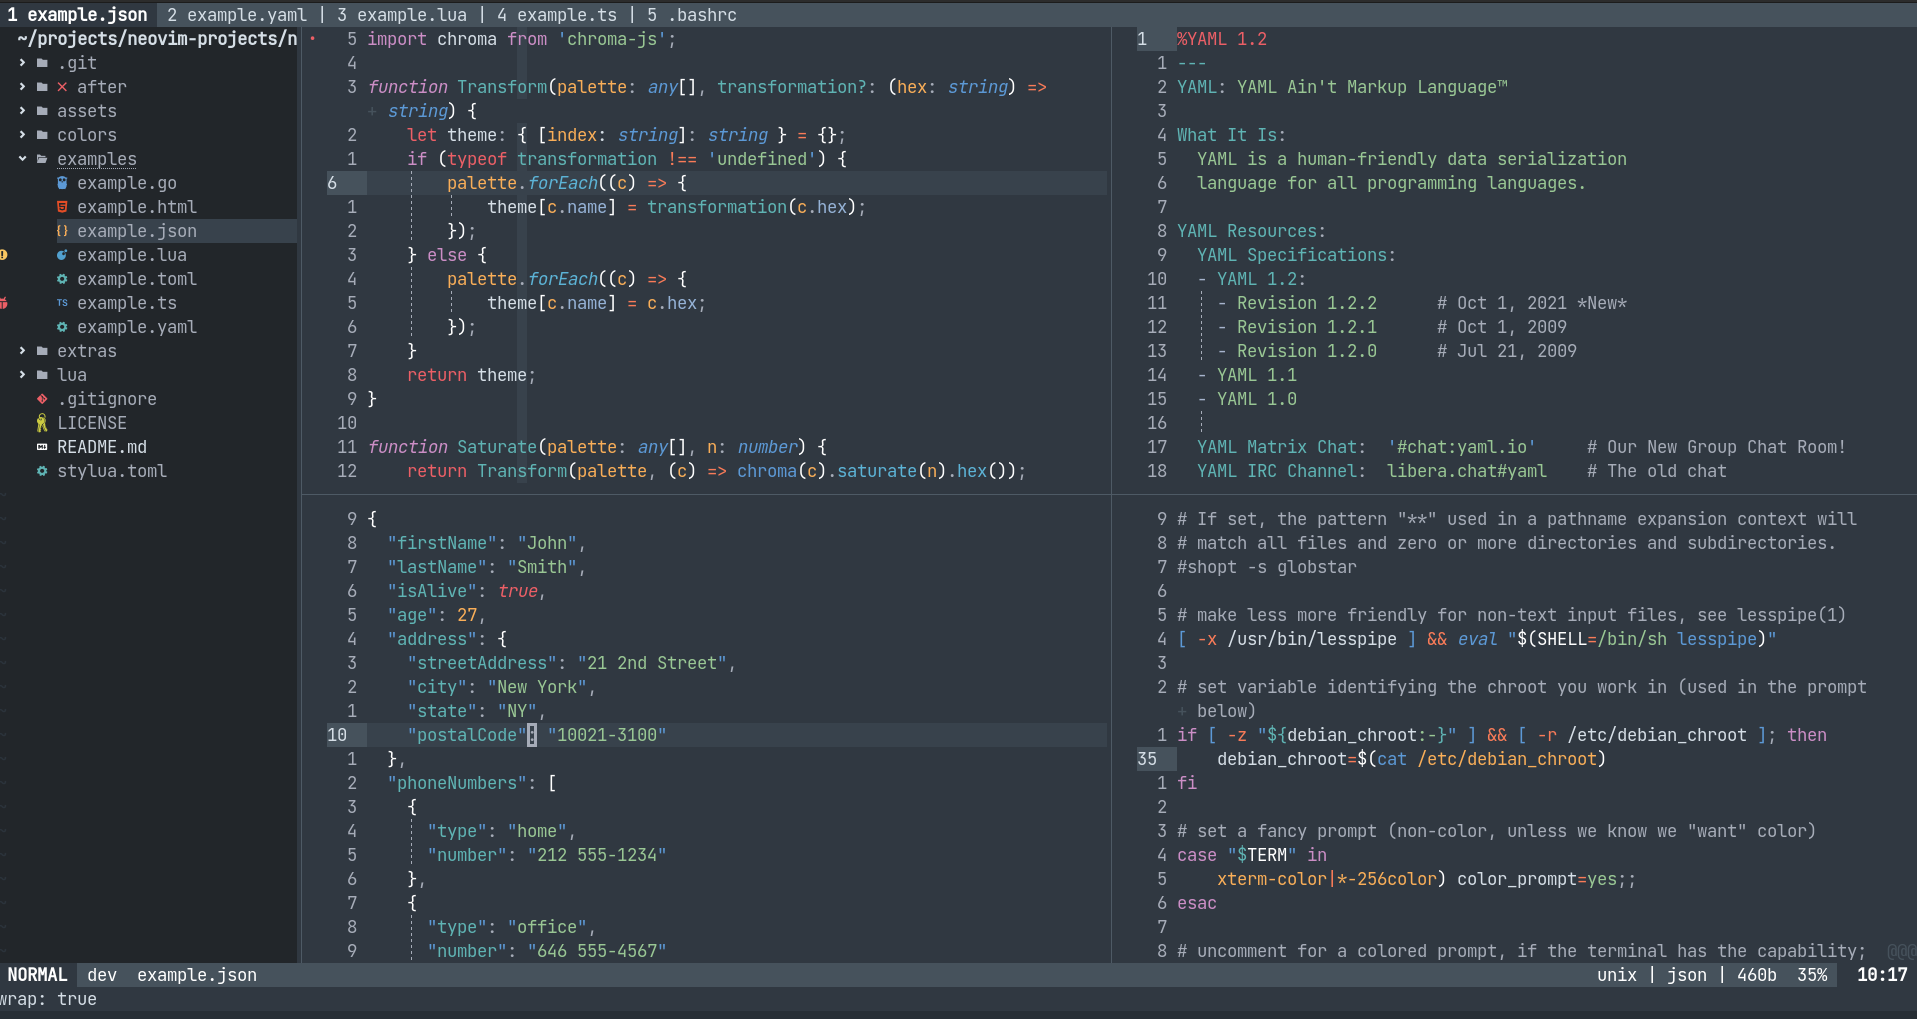 1 example.json  2 example.yaml | 3 example.lua | 4 example.ts | 5 .bashrc
~/projects/neovim-projects/n
.git
after
assets
colors
examples
example.go
example.html
example.json
example.lua
example.toml
example.ts
example.yaml
extras
lua
.gitignore
LICENSE
README.md
stylua.toml
5 import chroma from 'chroma-js';
4
3 function Transform(palette: any[], transformation?: (hex: string) =>
+ string) {
2     let theme: { [index: string]: string } = {};
1     if (typeof transformation !== 'undefined') {
6         palette.forEach((c) => {
1             theme[c.name] = transformation(c.hex);
2         });
3     } else {
4         palette.forEach((c) => {
5             theme[c.name] = c.hex;
6         });
7     }
8     return theme;
9 }
10
11 function Saturate(palette: any[], n: number) {
12     return Transform(palette, (c) => chroma(c).saturate(n).hex());
1 %YAML 1.2
1 ---
2 YAML: YAML Ain't Markup Language™
3
4 What It Is:
5   YAML is a human-friendly data serialization
6   language for all programming languages.
7
8 YAML Resources:
9   YAML Specifications:
10   - YAML 1.2:
11     - Revision 1.2.2      # Oct 1, 2021 *New*
12     - Revision 1.2.1      # Oct 1, 2009
13     - Revision 1.2.0      # Jul 21, 2009
14   - YAML 1.1
15   - YAML 1.0
16
17   YAML Matrix Chat:  '#chat:yaml.io'     # Our New Group Chat Room!
18   YAML IRC Channel:  libera.chat#yaml    # The old chat
9 {
8   "firstName": "John",
7   "lastName": "Smith",
6   "isAlive": true,
5   "age": 27,
4   "address": {
3     "streetAddress": "21 2nd Street",
2     "city": "New York",
1     "state": "NY",
10     "postalCode": "10021-3100"
1   },
2   "phoneNumbers": [
3     {
4       "type": "home",
5       "number": "212 555-1234"
6     },
7     {
8       "type": "office",
9       "number": "646 555-4567"
9 # If set, the pattern "**" used in a pathname expansion context will
8 # match all files and zero or more directories and subdirectories.
7 #shopt -s globstar
6
5 # make less more friendly for non-text input files, see lesspipe(1)
4 [ -x /usr/bin/lesspipe ] && eval "$(SHELL=/bin/sh lesspipe)"
3
2 # set variable identifying the chroot you work in (used in the prompt
+ below)
1 if [ -z "${debian_chroot:-}" ] && [ -r /etc/debian_chroot ]; then
35     debian_chroot=$(cat /etc/debian_chroot)
1 fi
2
3 # set a fancy prompt (non-color, unless we know we "want" color)
4 case "$TERM" in
5     xterm-color|*-256color) color_prompt=yes;;
6 esac
7
8 # uncomment for a colored prompt, if the terminal has the capability;  @@@
NORMAL  dev  example.json  unix | json | 460b  35%  10:17
wrap: true